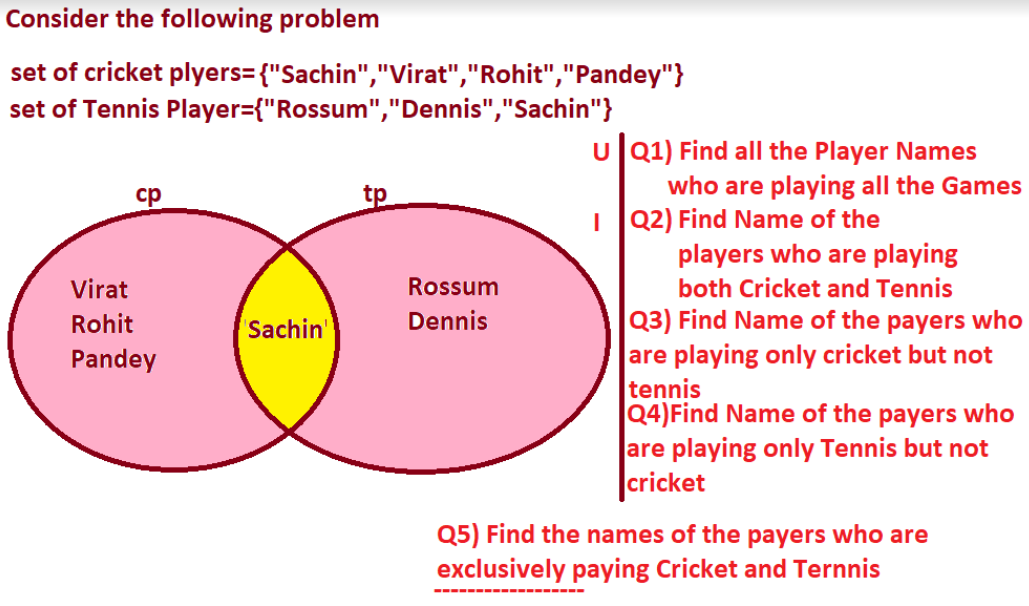 Consider the following problem
set of cricket plyers={"Sachin","Virat","Rohit","Pandey"}
set of Tennis Player={"Rossum","Dennis","Sachin"}
cp
tp
Virat
Rohit
Pandey
'Sachin'
Rossum
Dennis
U
Q1) Find all the Player Names
who are playing all the Games
I
Q2) Find Name of the
players who are playing
both Cricket and Tennis
Q3) Find Name of the payers who
are playing only cricket but not
tennis
Q4)Find Name of the payers who
are playing only Tennis but not
cricket
Q5) Find the names of the payers who are
exclusively paying Cricket and Ternnis